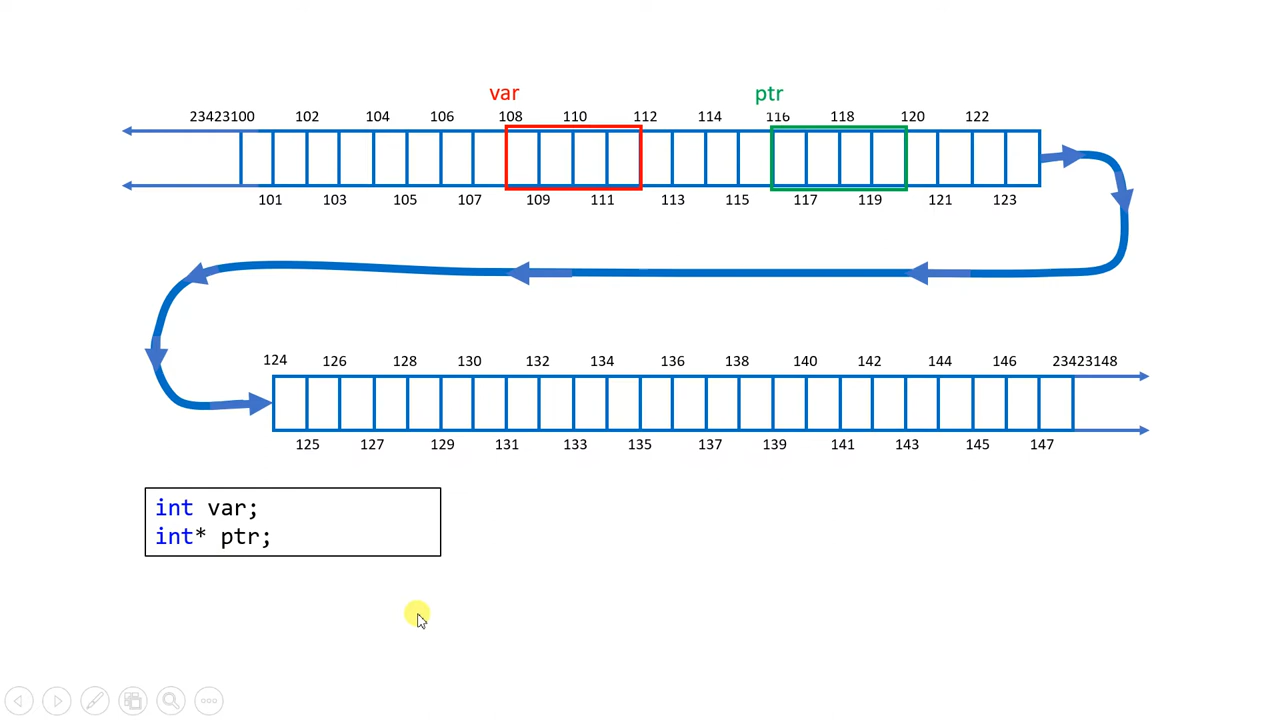 var ptr
23423100 102 104 106 108 110 112 114 116 118 120 122
101 103 105 107 109 111 113 115 117 119 121 123
124 126 128 130 132 134 136 138 140 142 144 146 23423148
125 127 129 131 133 135 137 139 141 143 145 147
int var;
int* ptr;